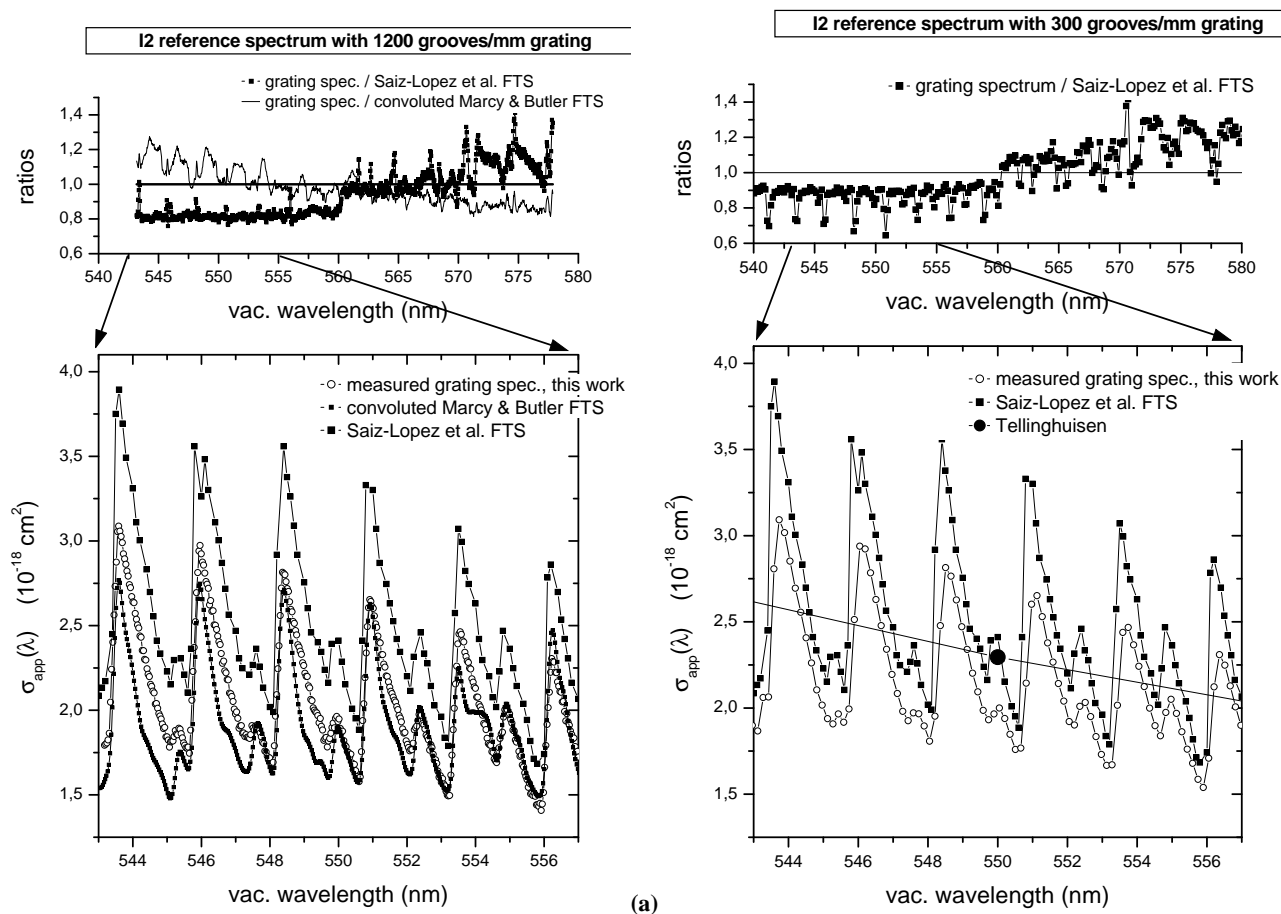 I2 reference spectrum with 1200 grooves/mm grating
grating spec. / Saiz-Lopez et al. FTS
grating spec. / convoluted Marcy & Butler FTS
1,4
1,2
1,0
0,8
0,6
ratios
540 545 550 555 560 565 570 575 580
vac. wavelength (nm)
measured grating spec., this work
convoluted Marcy & Butler FTS
Saiz-Lopez et al. FTS
4,0
3,5
3,0
2,5
2,0
1,5
σapp(λ) (10⁻¹⁸ cm²)
544 546 548 550 552 554 556
vac. wavelength (nm)
(a)
I2 reference spectrum with 300 grooves/mm grating
grating spectrum / Saiz-Lopez et al. FTS
1,4
1,2
1,0
0,8
0,6
ratios
540 545 550 555 560 565 570 575 580
vac. wavelength (nm)
measured grating spec., this work
Saiz-Lopez et al. FTS
Tellinghuisen
4,0
3,5
3,0
2,5
2,0
1,5
σapp(λ) (10⁻¹⁸ cm²)
544 546 548 550 552 554 556
vac. wavelength (nm)